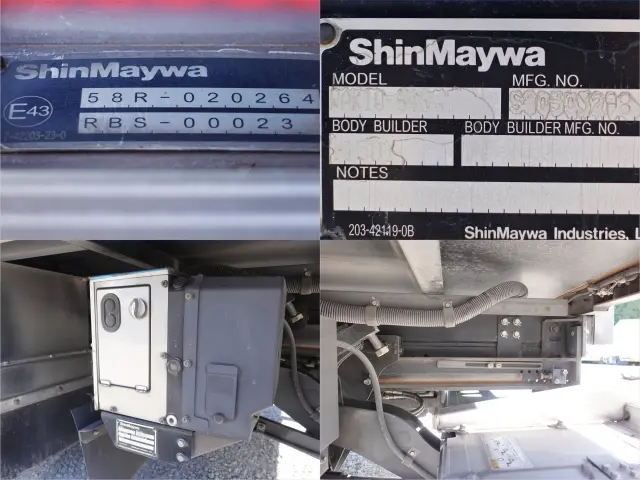 ShinMaywa
58R-020264
E43
RBS-00023
ShinMaywa
MODEL
MFG. NO.
BODY BUILDER
BODY BUILDER MFG. NO.
NOTES
203-42119-0B
ShinMaywa Industries, L
ShinMaywa